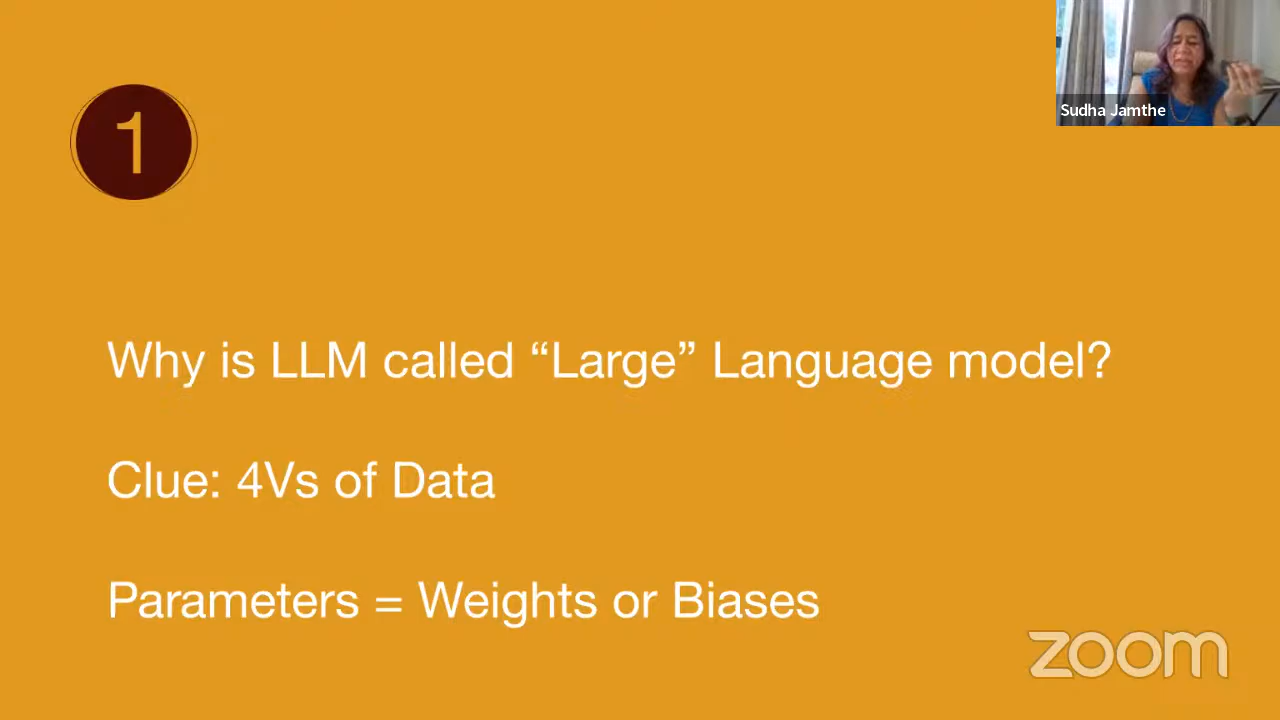 Sudha Jamthe
1
Why is LLM called “Large” Language model?
Clue: 4Vs of Data
Parameters = Weights or Biases
zoom